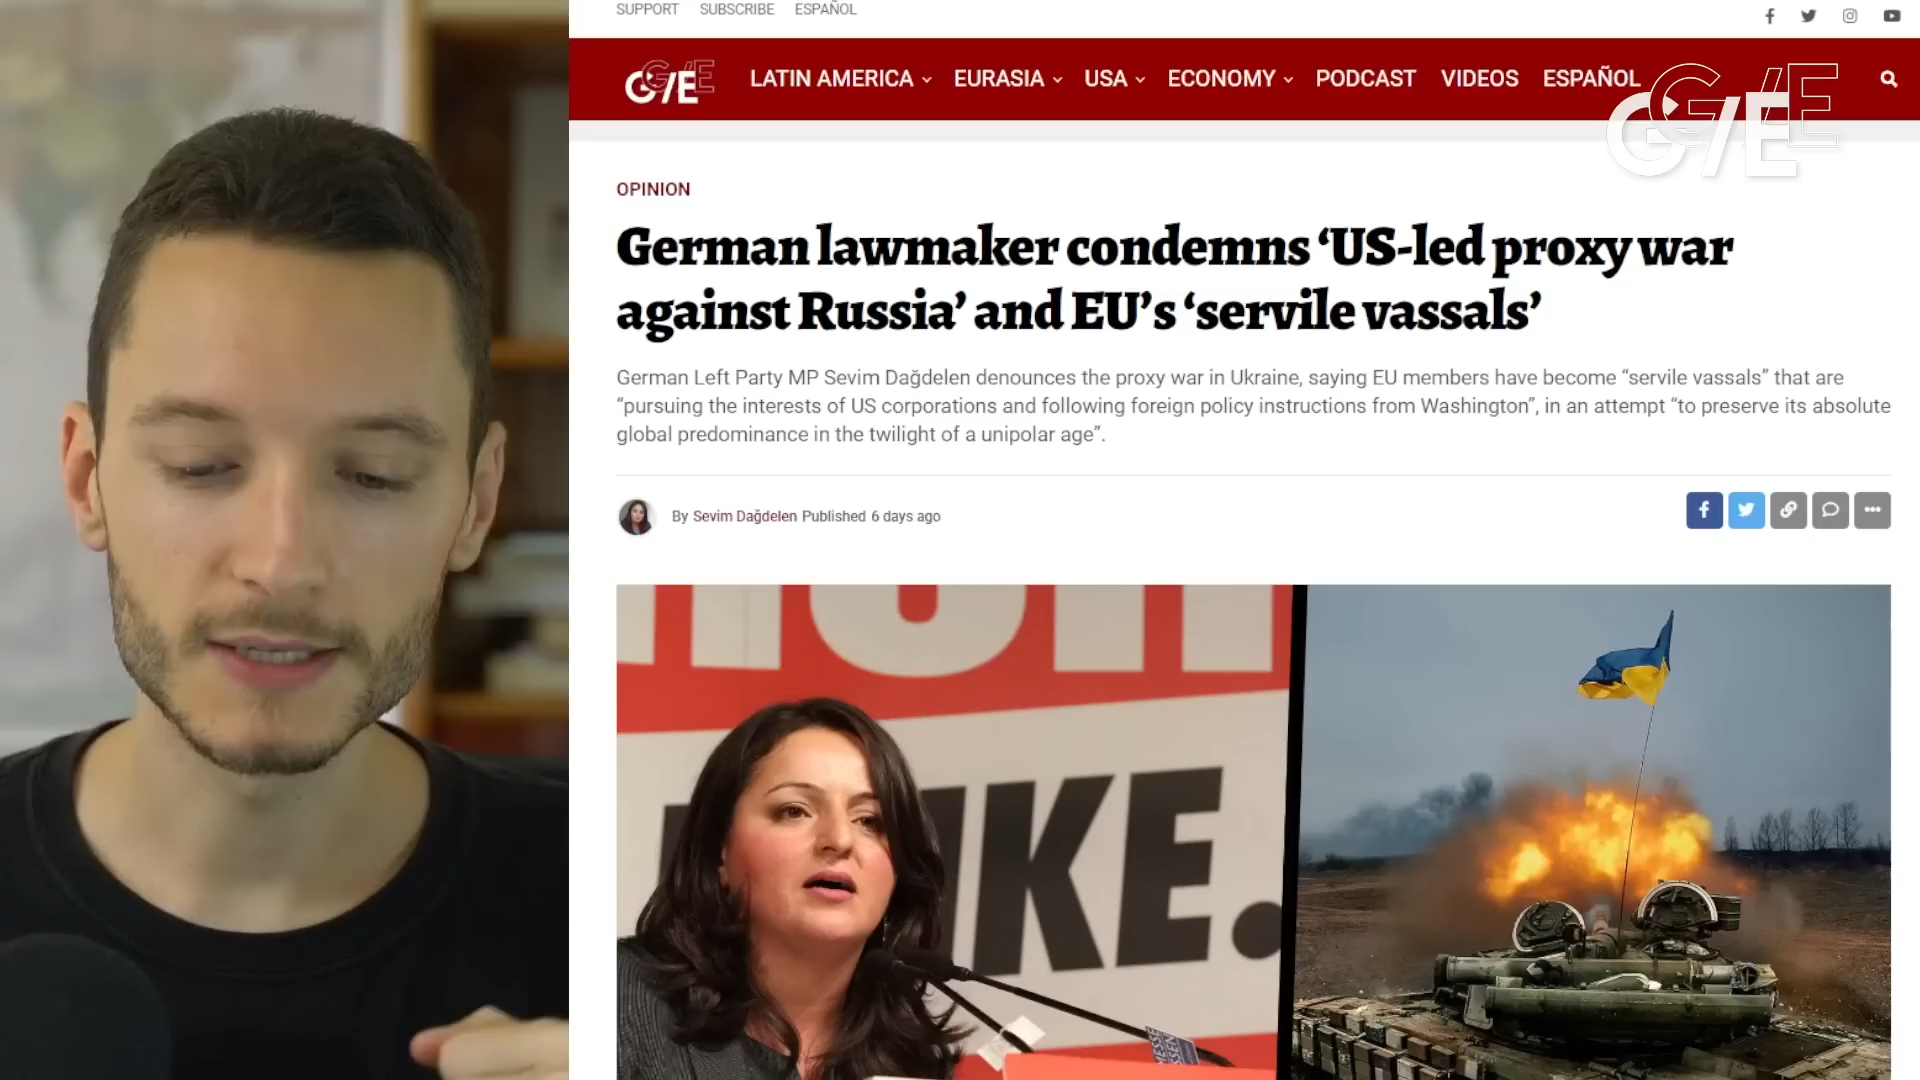 SUPPORT SUBSCRIBE ESPAÑOL
G/E LATIN AMERICA EURASIA USA ECONOMY PODCAST VIDEOS ESPAÑOL
G/E
OPINION
German lawmaker condemns ‘US-led proxy war
against Russia’ and EU’s ‘servile vassals’
German Left Party MP Sevim Dağdelen denounces the proxy war in Ukraine, saying EU members have become “servile vassals” that are
“pursuing the interests of US corporations and following foreign policy instructions from Washington”, in an attempt “to preserve its absolute
global predominance in the twilight of a unipolar age”.
By Sevim Dağdelen Published 6 days ago
NKE.